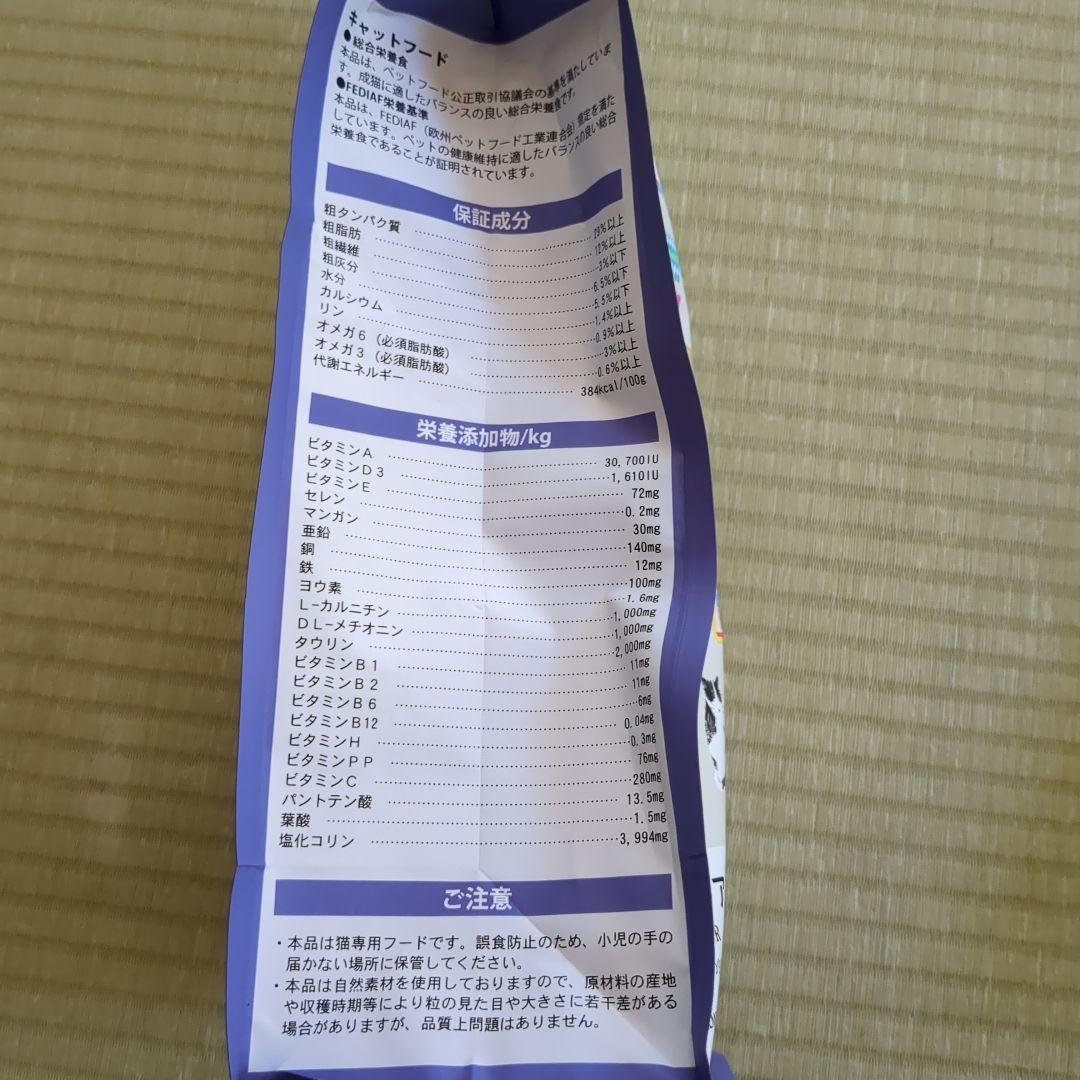 キャットフード
●総合栄養食
本品は、ペットフード公正取引協議会の基準を満たしていま
す。成猫に適したバランスの良い総合栄養食です。
●FEDIAF栄養基準
本品は、FEDIAF（欧州ペットフード工業連合会）規定を満た
しています。ペットの健康維持に適したバランスの良い総合
栄養食であることが証明されています。
保証成分
粗タンパク質 29%以上
粗脂肪 12%以上
粗繊維 3%以下
粗灰分 6.5%以下
水分 5.5%以下
カルシウム 1.4%以上
リン 0.9%以上
オメガ6（必須脂肪酸） 3%以上
オメガ3（必須脂肪酸） 0.6%以上
代謝エネルギー 384kcal/100g
栄養添加物/kg
ビタミンA 30,700IU
ビタミンD3 1,610IU
ビタミンE 72mg
セレン 0.2mg
マンガン 30mg
亜鉛 140mg
銅 12mg
鉄 100mg
ヨウ素 1.6mg
L-カルニチン 1,000mg
DL-メチオニン 1,000mg
タウリン 2,000mg
ビタミンB1 11mg
ビタミンB2 11mg
ビタミンB6 6mg
ビタミンB12 0.04mg
ビタミンH 0.3mg
ビタミンPP 76mg
ビタミンC 280mg
パントテン酸 13.5mg
葉酸 1.5mg
塩化コリン 3,994mg
ご注意
・本品は猫専用フードです。誤食防止のため、小児の手の
届かない場所に保管してください。
・本品は自然素材を使用しておりますので、原材料の産地
や収穫時期等により粒の見た目や大きさに若干差がある
場合がありますが、品質上問題はありません。